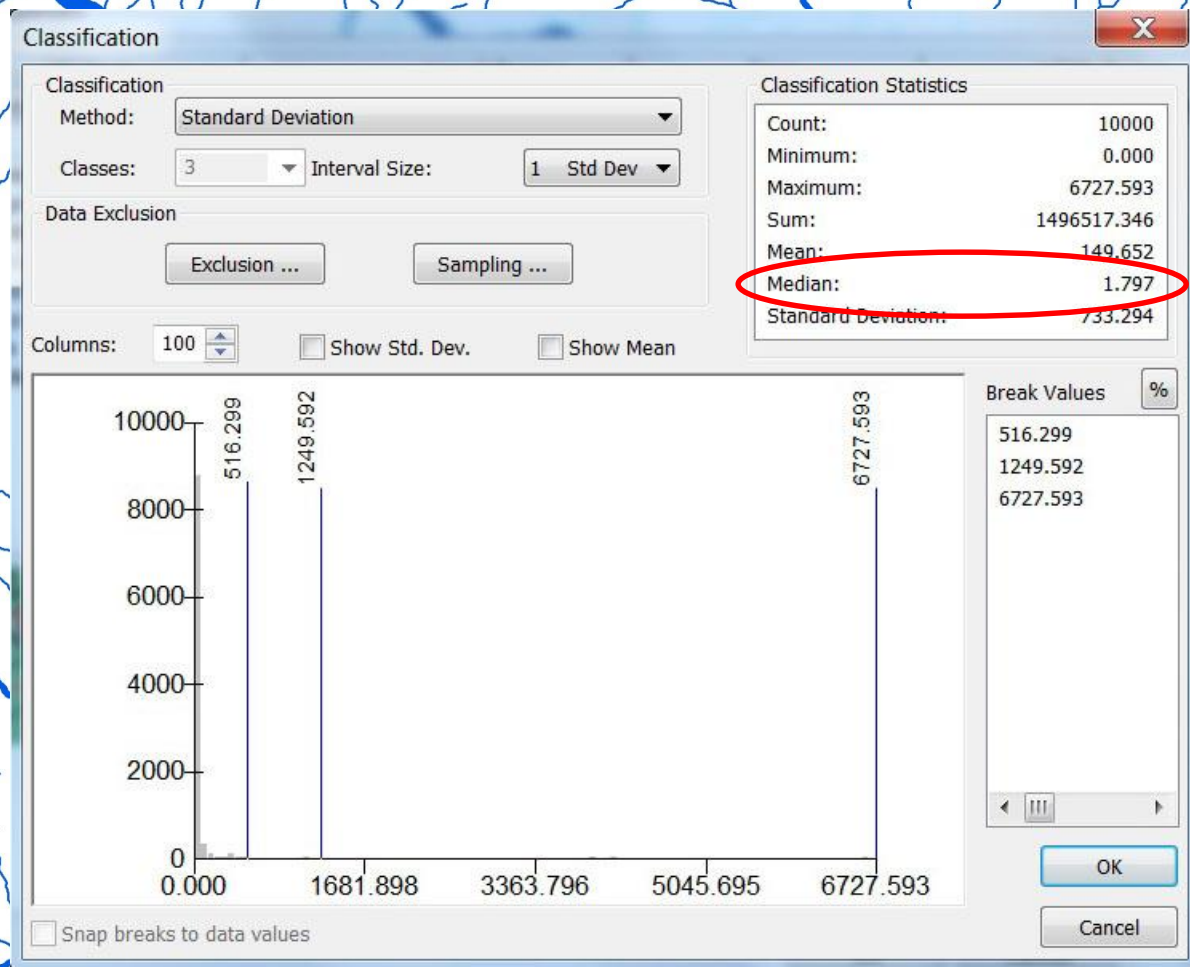 Classification
X
Classification
Method: Standard Deviation
Classes: 3 Interval Size: 1 Std Dev
Data Exclusion
Exclusion ... Sampling ...
Classification Statistics
Count: 10000
Minimum: 0.000
Maximum: 6727.593
Sum: 1496517.346
Mean: 149.652
Median: 1.797
Standard Deviation: 733.294
Columns: 100 Show Std. Dev. Show Mean
10000
8000
6000
4000
2000
0
516.299
1249.592
6727.593
0.000 1681.898 3363.796 5045.695 6727.593
Break Values %
516.299
1249.592
6727.593
OK
Cancel
Snap breaks to data values